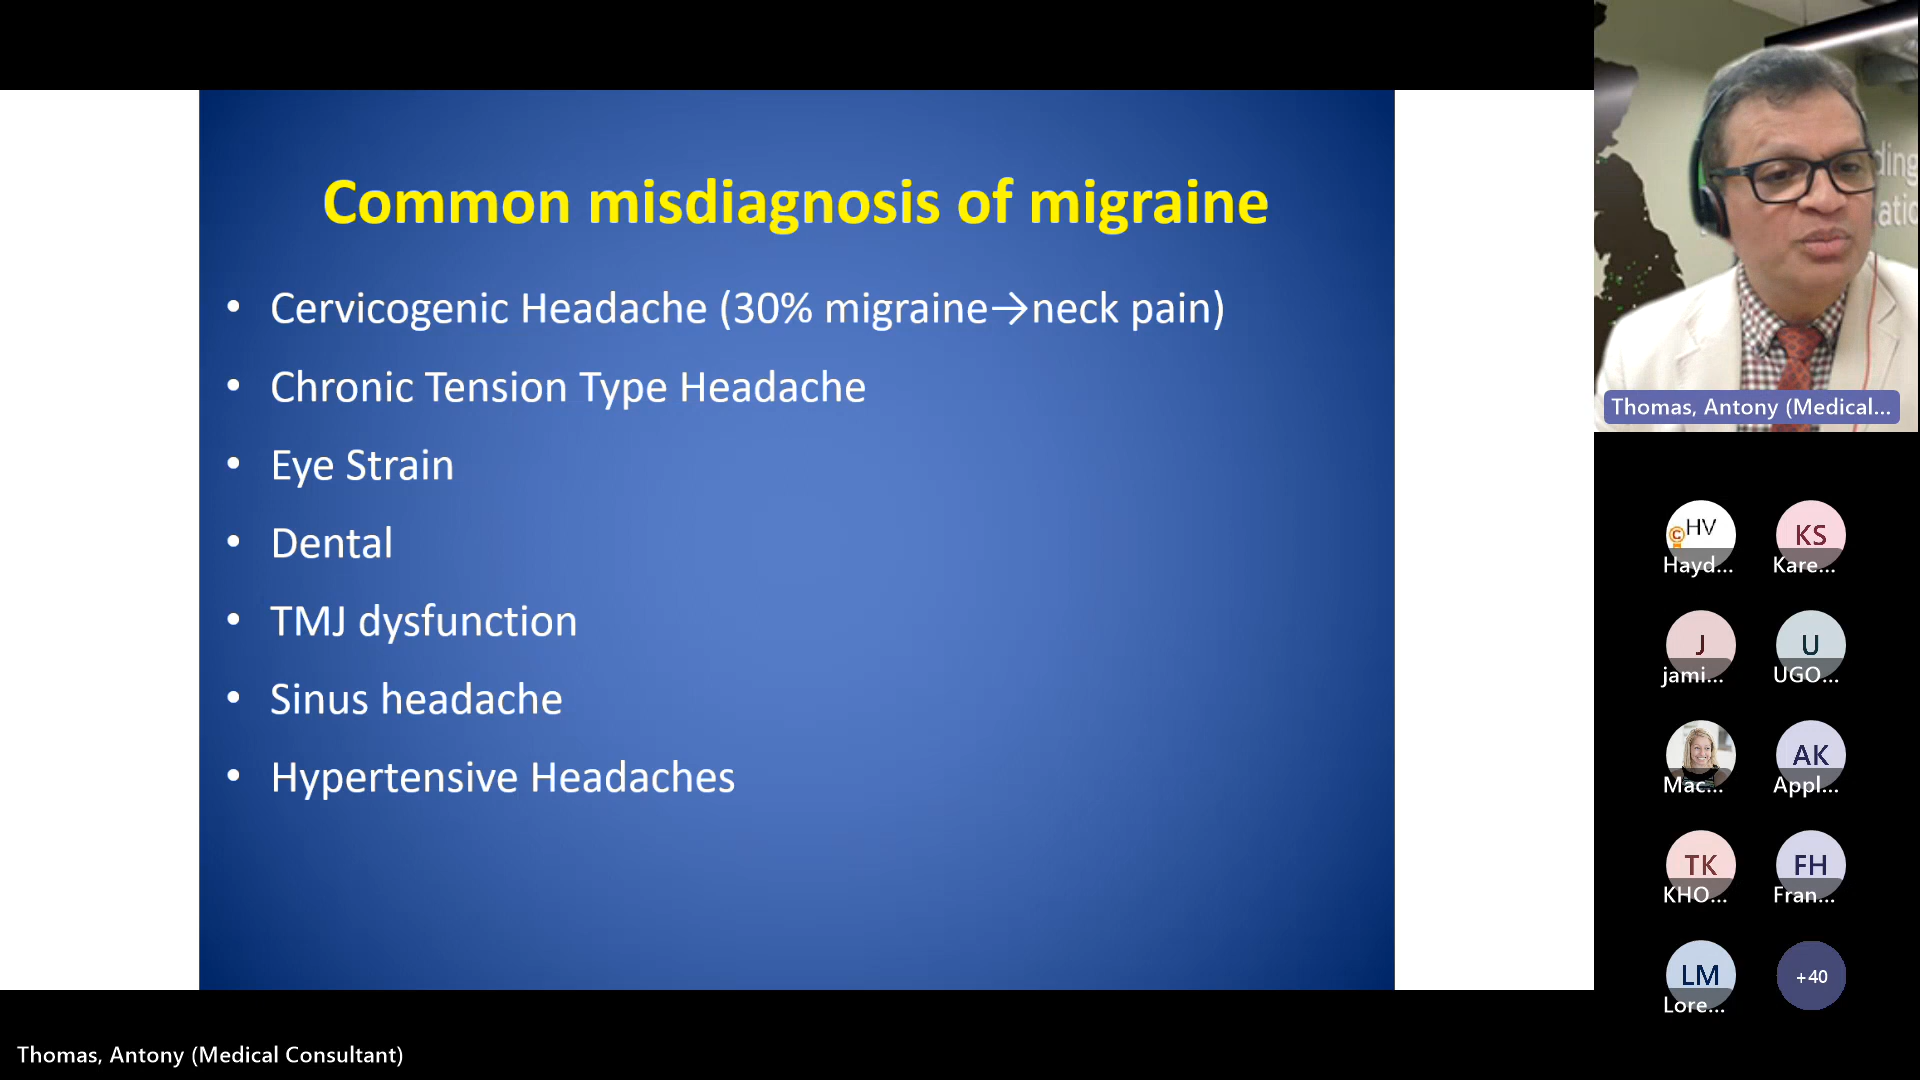 Common misdiagnosis of migraine
• Cervicogenic Headache (30% migraine→neck pain)
• Chronic Tension Type Headache
• Eye Strain
• Dental
• TMJ dysfunction
• Sinus headache
• Hypertensive Headaches
ding
atio
Thomas, Antony (Medical...
HV
Hayd...
KS
Kare...
J
jami...
U
UGO...
Mac...
AK
Appl...
TK
KHO...
FH
Fran...
LM
Lore...
+40
Thomas, Antony (Medical Consultant)